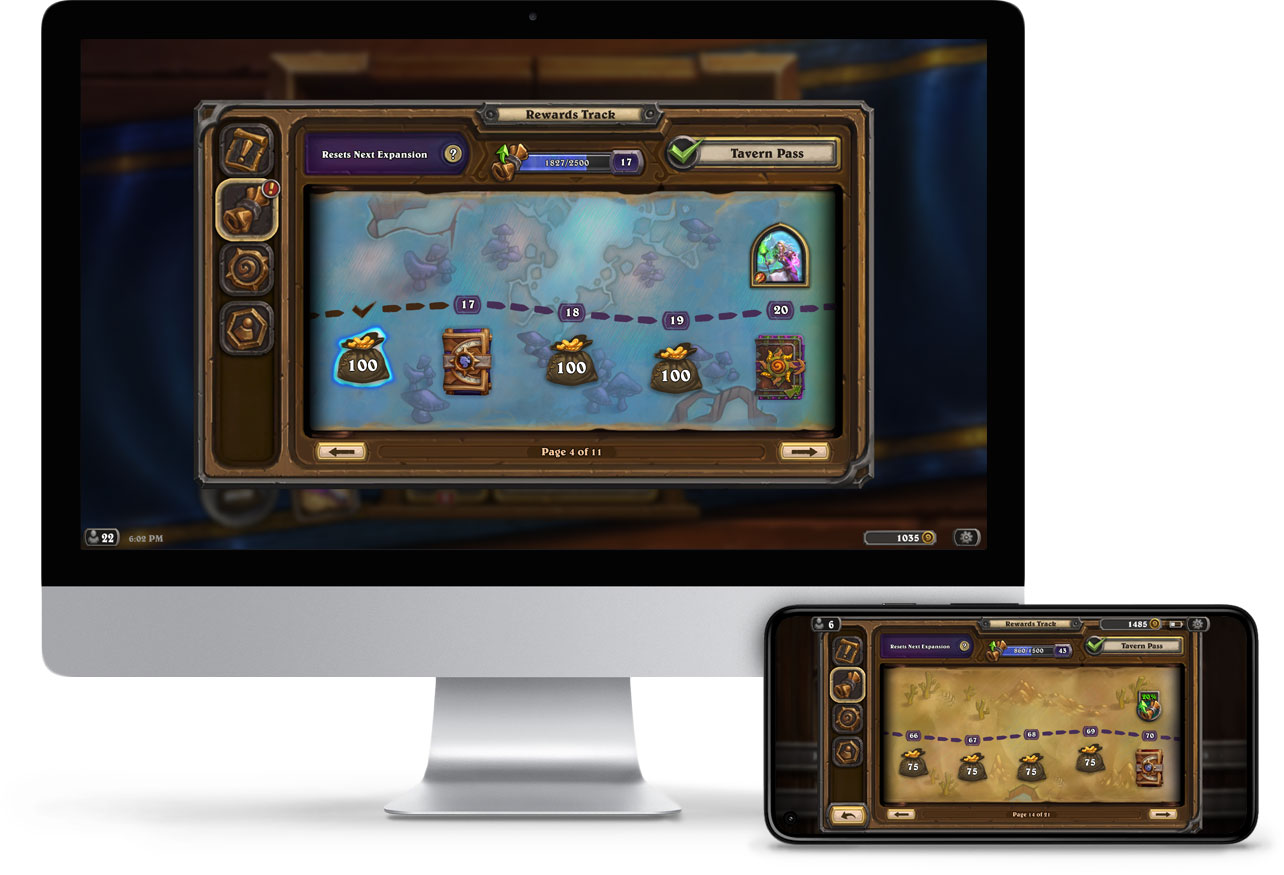 Rewards Track
Resets Next Expansion ?
1827/2500 17
Tavern Pass
17
18
19
20
100
100
100
Page 4 of 11
22 6:02 PM
1035
6
Rewards Track
1485
Resets Next Expansion ?
860/4500 43
Tavern Pass
20%
66
67
68
69
70
75
75
75
75
Page 14 of 21